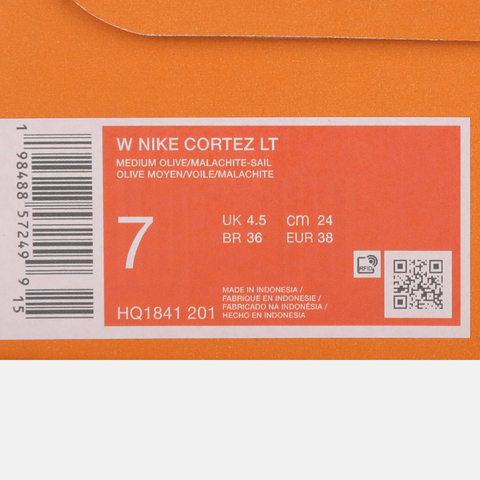 W NIKE CORTEZ LT
MEDIUM OLIVE/MALACHITE-SAIL
OLIVE MOYEN/VOILE/MALACHITE
7
UK 4.5 cm 24
BR 36 EUR 38
RFID
HQ1841 201
MADE IN INDONESIA /
FABRIQUE EN INDONESIE /
FABRICADO NA INDONÉSIA /
HECHO EN INDONESIA
1 98488 57249 9 15